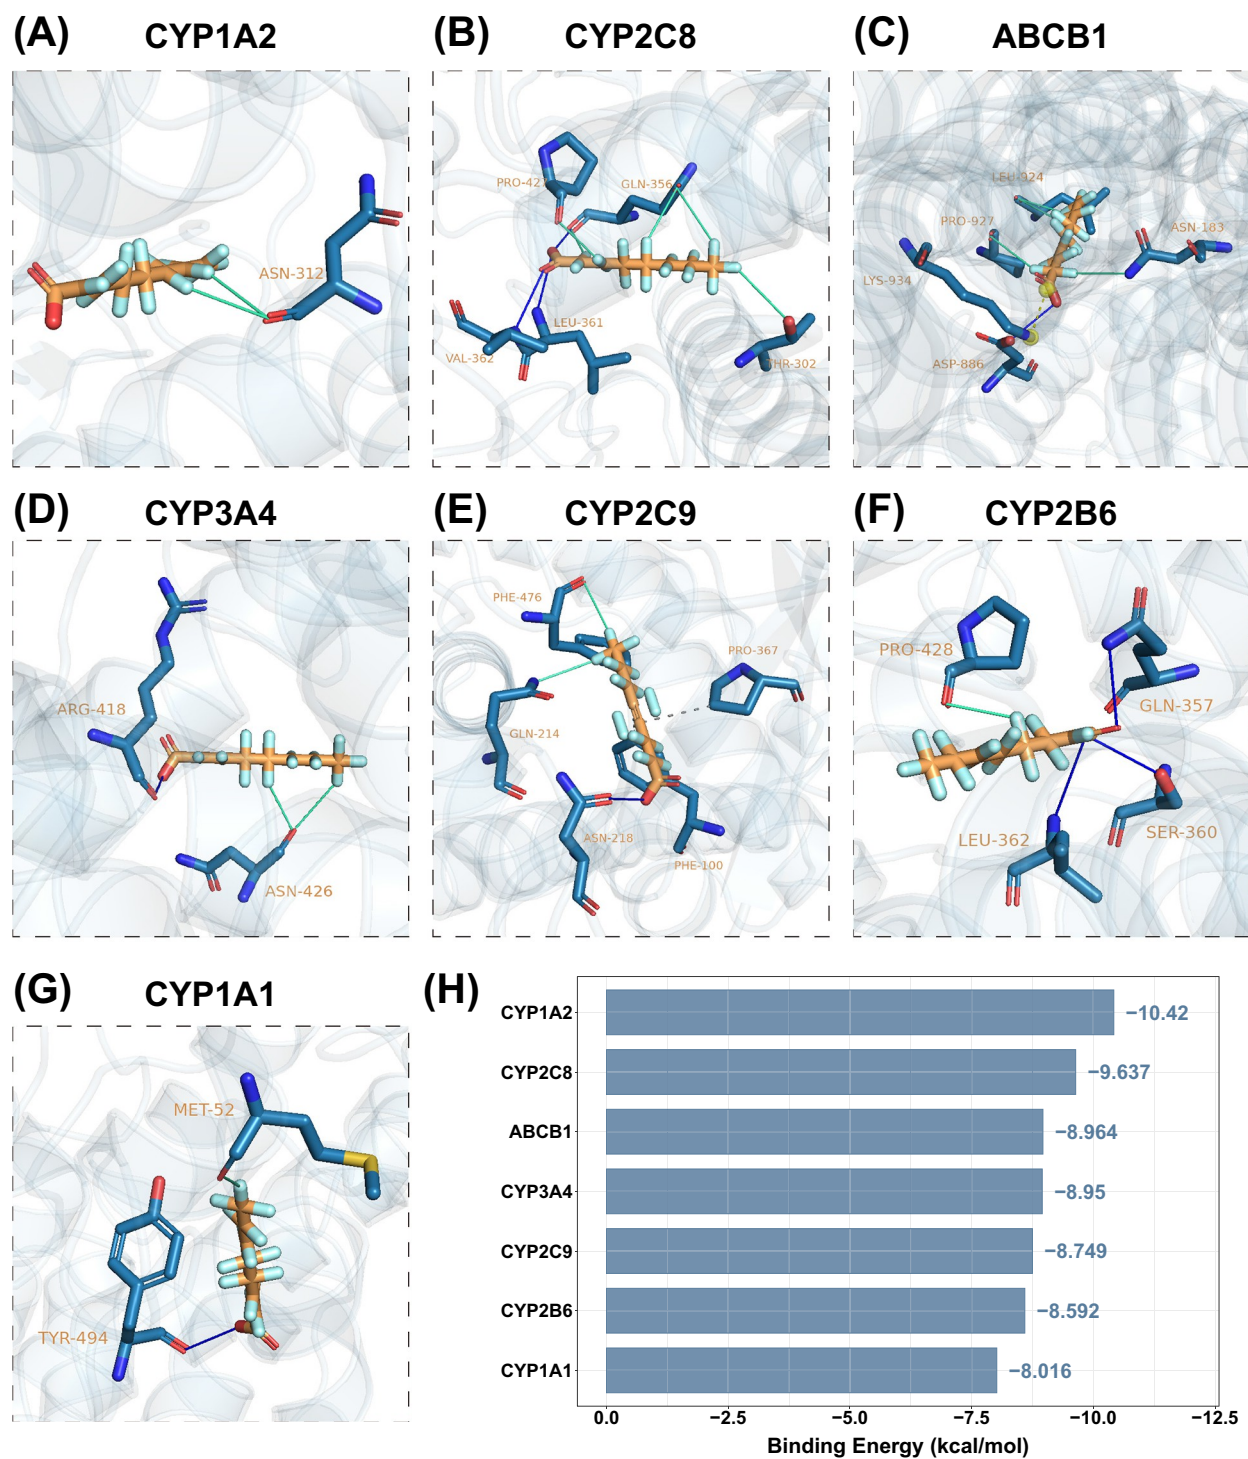 (A) CYP1A2
ASN-312
(B) CYP2C8
PRO-427
GLN-356
LEU-361
VAL-362
THR-302
(C) ABCB1
LEU-924
PRO-927
ASN-183
LYS-934
ASP-886
(D) CYP3A4
ARG-418
ASN-426
(E) CYP2C9
PHE-476
PRO-367
GLN-214
ASN-218
PHE-100
(F) CYP2B6
PRO-428
GLN-357
LEU-362
SER-360
(G) CYP1A1
MET-52
TYR-494
(H)
CYP1A2 −10.42
CYP2C8 −9.637
ABCB1 −8.964
CYP3A4 −8.95
CYP2C9 −8.749
CYP2B6 −8.592
CYP1A1 −8.016
0.0 −2.5 −5.0 −7.5 −10.0 −12.5
Binding Energy (kcal/mol)